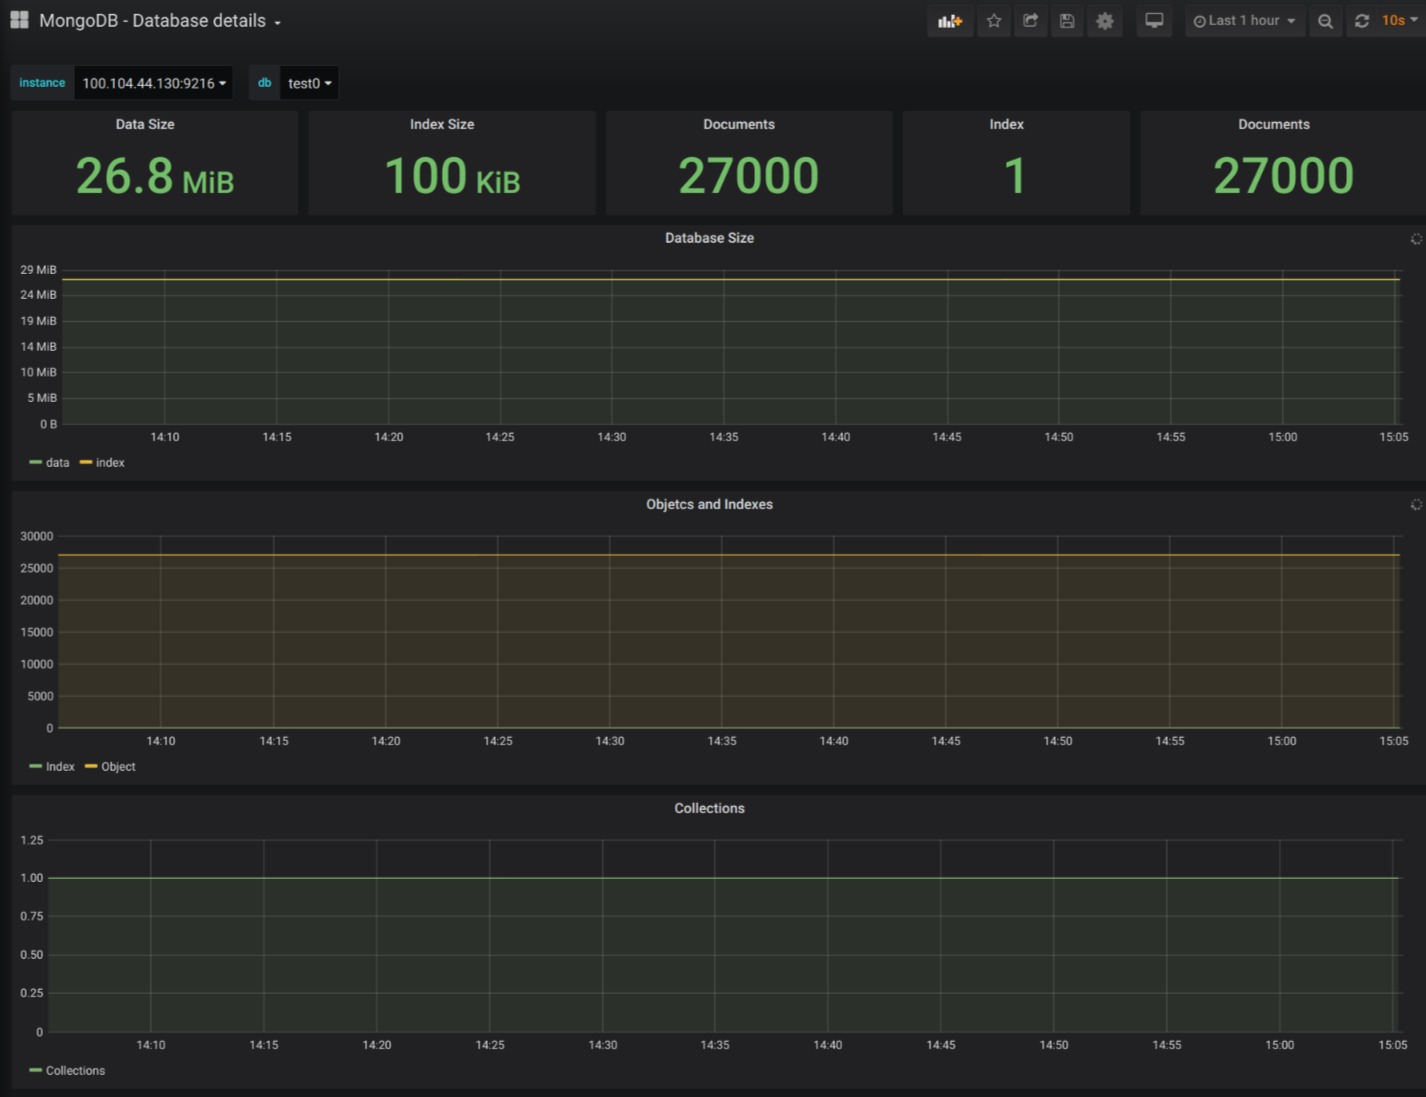 MongoDB - Database details
Last 1 hour
10s
instance 100.104.44.130:9216 db test0
Data Size
26.8 MiB
Index Size
100 KiB
Documents
27000
Index
1
Documents
27000
Database Size
29 MiB
24 MiB
19 MiB
14 MiB
10 MiB
5 MiB
0 B
14:10 14:15 14:20 14:25 14:30 14:35 14:40 14:45 14:50 14:55 15:00 15:05
data index
Objetcs and Indexes
30000
25000
20000
15000
10000
5000
0
14:10 14:15 14:20 14:25 14:30 14:35 14:40 14:45 14:50 14:55 15:00 15:05
Index Object
Collections
1.25
1.00
0.75
0.50
0.25
0
14:10 14:15 14:20 14:25 14:30 14:35 14:40 14:45 14:50 14:55 15:00 15:05
Collections